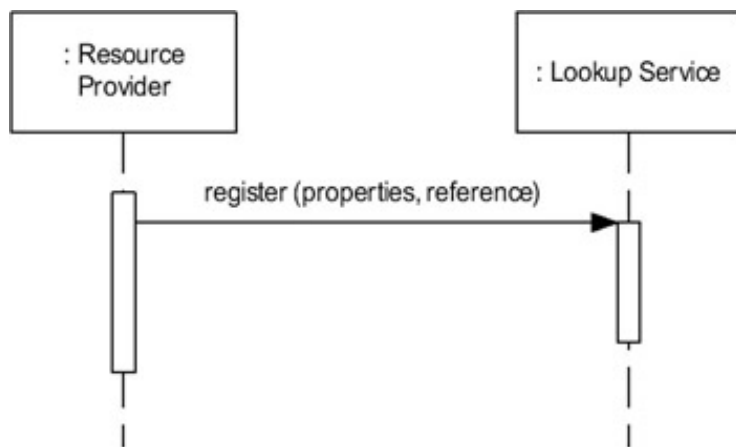 : Resource
Provider
: Lookup Service
register (properties, reference)